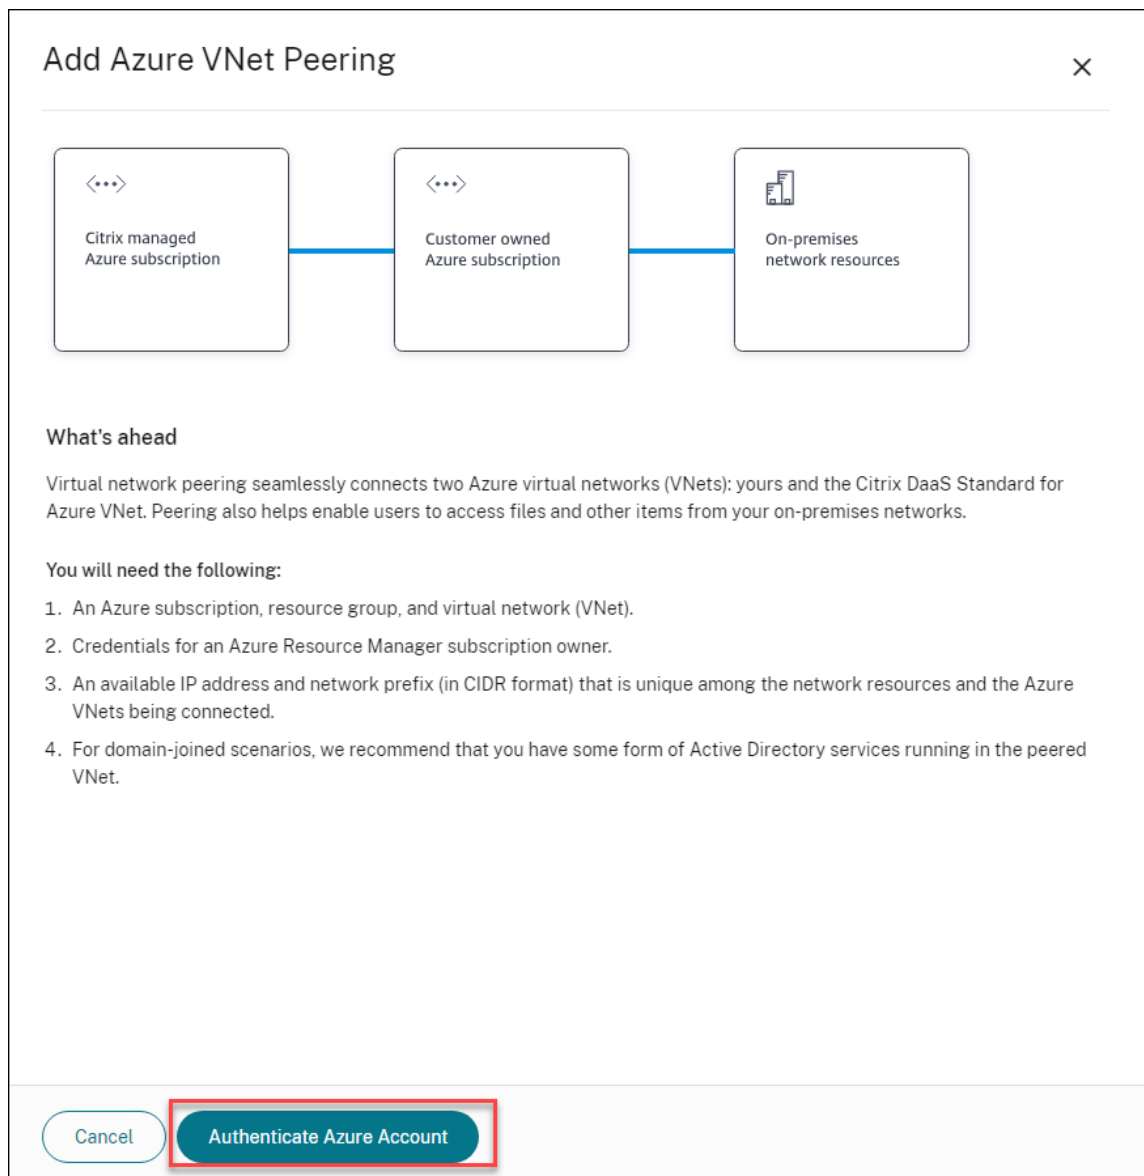 Add Azure VNet Peering
Citrix managed
Azure subscription
Customer owned
Azure subscription
On-premises
network resources
What's ahead
Virtual network peering seamlessly connects two Azure virtual networks (VNets): yours and the Citrix DaaS Standard for
Azure VNet. Peering also helps enable users to access files and other items from your on-premises networks.
You will need the following:
1. An Azure subscription, resource group, and virtual network (VNet).
2. Credentials for an Azure Resource Manager subscription owner.
3. An available IP address and network prefix (in CIDR format) that is unique among the network resources and the Azure
VNets being connected.
4. For domain-joined scenarios, we recommend that you have some form of Active Directory services running in the peered
VNet.
Cancel
Authenticate Azure Account